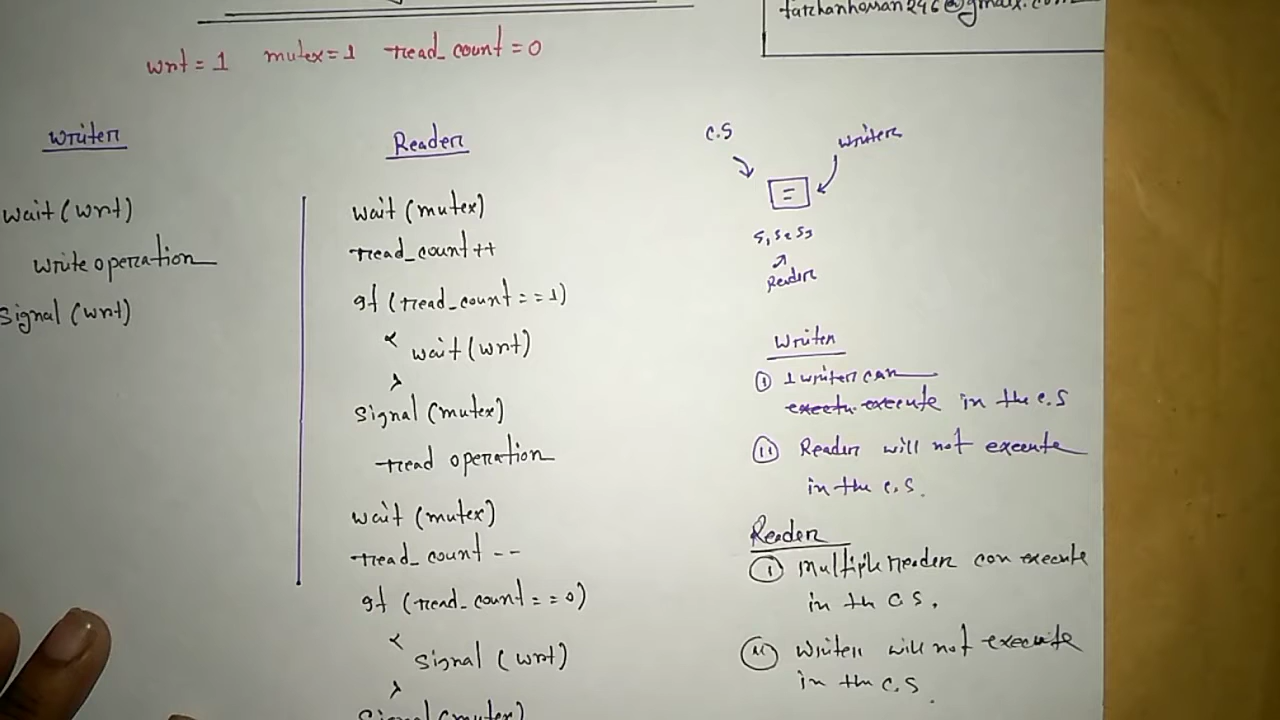 wrt = 1 mutex = 1 read_count = 0
Writer
wait (wrt)
write operation
signal (wrt)
Reader
wait (mutex)
read_count ++
if (read_count == 1)
{ wait (wrt)
}
signal (mutex)
read operation
wait (mutex)
read_count --
if (read_count == 0)
{ signal (wrt)
}
signal (mutex)
C.S
writer
S1 S2 S3
Reader
Writer
(i) 1 writer can
execute in the C.S
(ii) Reader will not execute
in the C.S.
Reader
(i) Multiple reader can execute
in th C.S.
(ii) Writer will not execute
in the C.S.